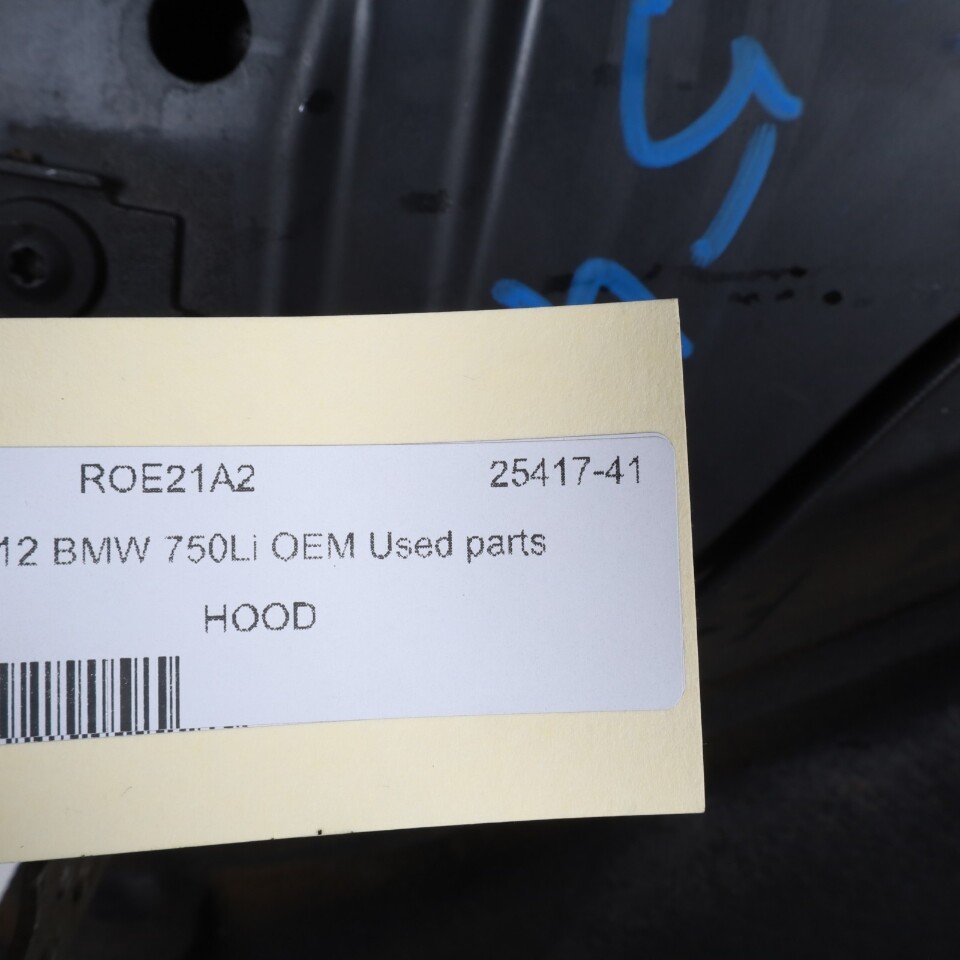 ROE21A2 25417-41
12 BMW 750Li OEM Used parts
HOOD